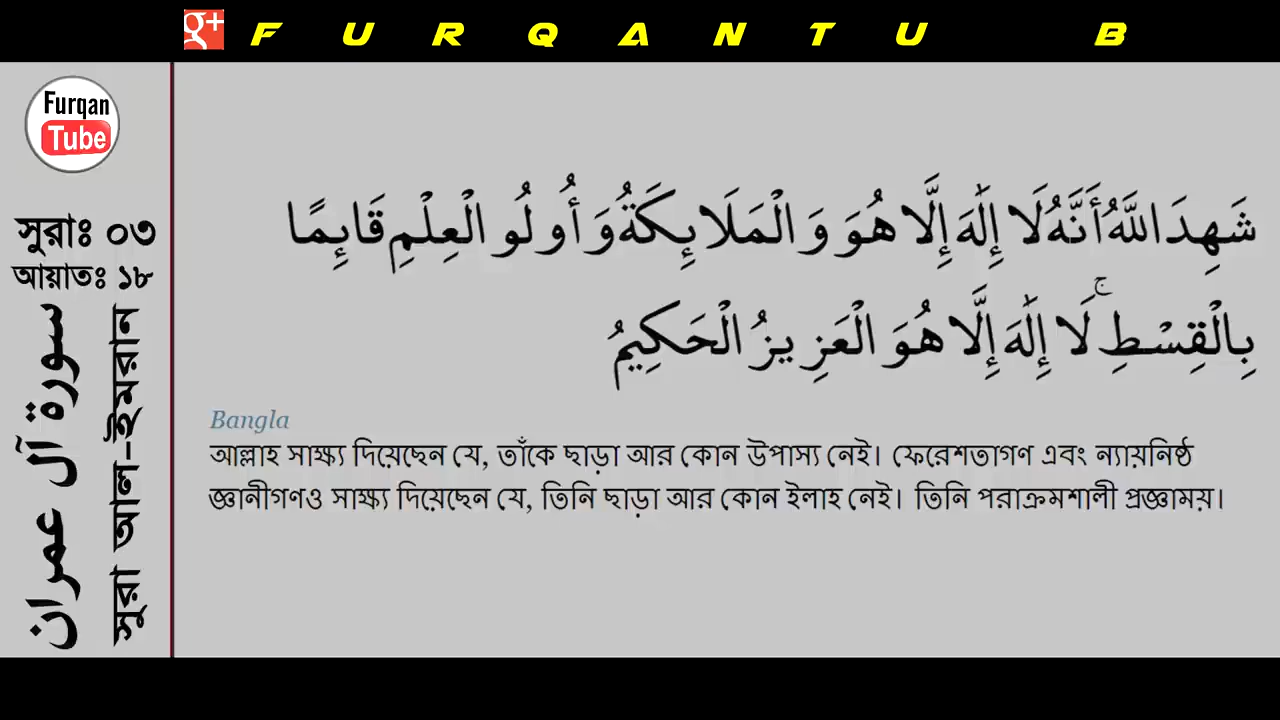 g+ F U R Q A N T U B
Furqan
Tube
সুরাঃ ০৩
আয়াতঃ ১৮
سورة آل عمران
সুরা আল-ইমরান
شَهِدَ اللَّهُ أَنَّهُ لَا إِلَٰهَ إِلَّا هُوَ وَالْمَلَائِكَةُ وَأُولُو الْعِلْمِ قَائِمًا
بِالْقِسْطِ ۚ لَا إِلَٰهَ إِلَّا هُوَ الْعَزِيزُ الْحَكِيمُ
Bangla
আল্লাহ সাক্ষ্য দিয়েছেন যে, তাঁকে ছাড়া আর কোন উপাস্য নেই। ফেরেশতাগণ এবং ন্যায়নিষ্ঠ
জ্ঞানীগণও সাক্ষ্য দিয়েছেন যে, তিনি ছাড়া আর কোন ইলাহ নেই। তিনি পরাক্রমশালী প্রজ্ঞাময়।